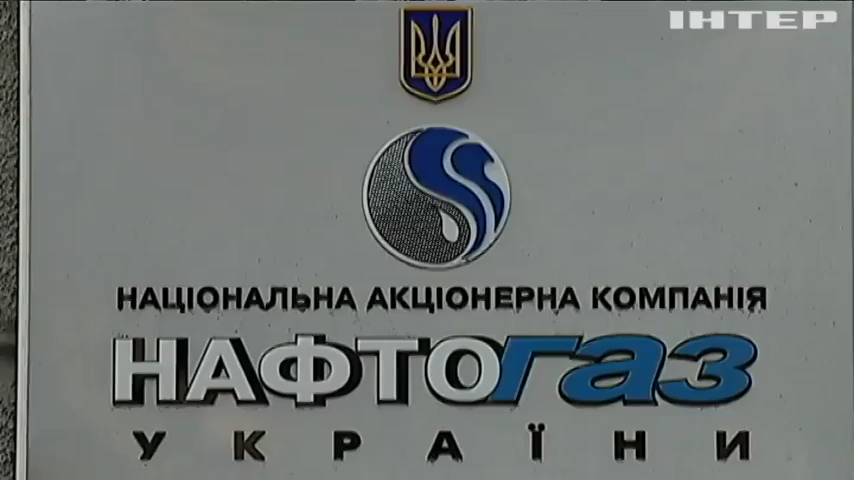 ІНТЕР
НАЦІОНАЛЬНА АКЦІОНЕРНА КОМПАНІЯ
НАФТОГАЗ
УКРАЇНИ